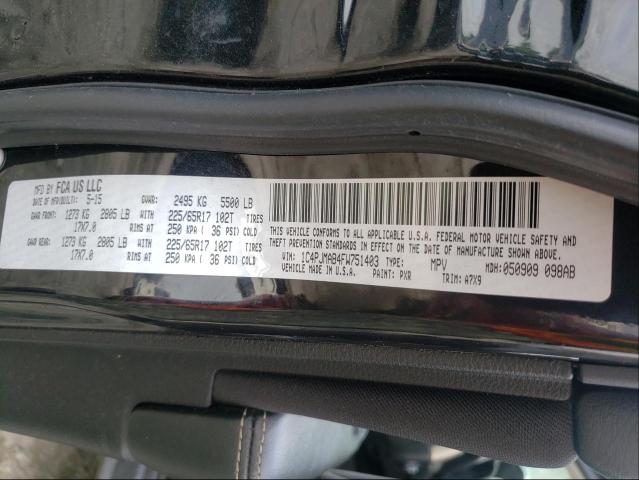 MFD BY FCA US LLC
DATE OF MFR(BUILT): 5-15 GVWR: 2495 KG 5500 LB
GAWR FRONT: 1273 KG 2805 LB WITH 225/65R17 102T TIRES
17X7.0 RIMS AT 250 KPA ( 36 PSI) COLD
GAWR REAR: 1273 KG 2805 LB WITH 225/65R17 102T TIRES
17X7.0 RIMS AT 250 KPA ( 36 PSI) COLD
THIS VEHICLE CONFORMS TO ALL APPLICABLE U.S.A. FEDERAL MOTOR VEHICLE SAFETY AND
THEFT PREVENTION STANDARDS IN EFFECT ON THE DATE OF MANUFACTURE SHOWN ABOVE.
VIN: 1C4PJMAB4FW751403 TYPE: MPV MDH: 050909 098AB
VEHICLE MADE IN U.S.A. PAINT: PXR TRIM: A7X9